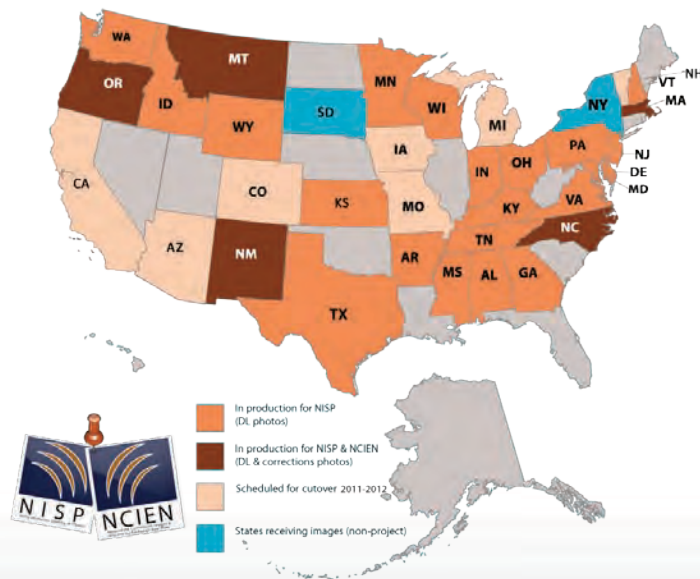 WA
MT
OR
ID
WY
SD
MN
WI
MI
NY
VT
NH
MA
PA
NJ
DE
MD
CA
CO
IA
IN
OH
KS
MO
KY
VA
AZ
NM
AR
TN
NC
MS
AL
GA
TX
In production for NISP
(DL photos)
In production for NISP & NCIEN
(DL & corrections photos)
Scheduled for cutover 2011-2012
States receiving images (non-project)
NISP
NCIEN